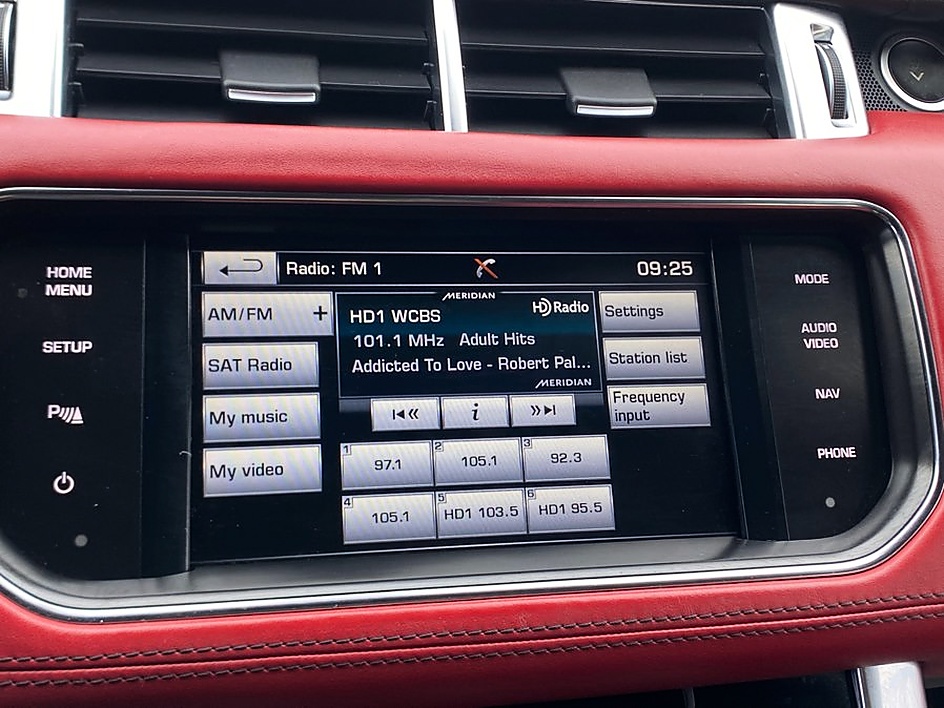 HOME
MENU
SETUP
P
Radio: FM 1
09:25
AM/FM +
SAT Radio
My music
My video
MERIDIAN
HD1 WCBS
HD Radio
101.1 MHz Adult Hits
Addicted To Love - Robert Pal...
MERIDIAN
i
1 97.1
2 105.1
3 92.3
4 105.1
5 HD1 103.5
6 HD1 95.5
Settings
Station list
Frequency
input
MODE
AUDIO
VIDEO
NAV
PHONE